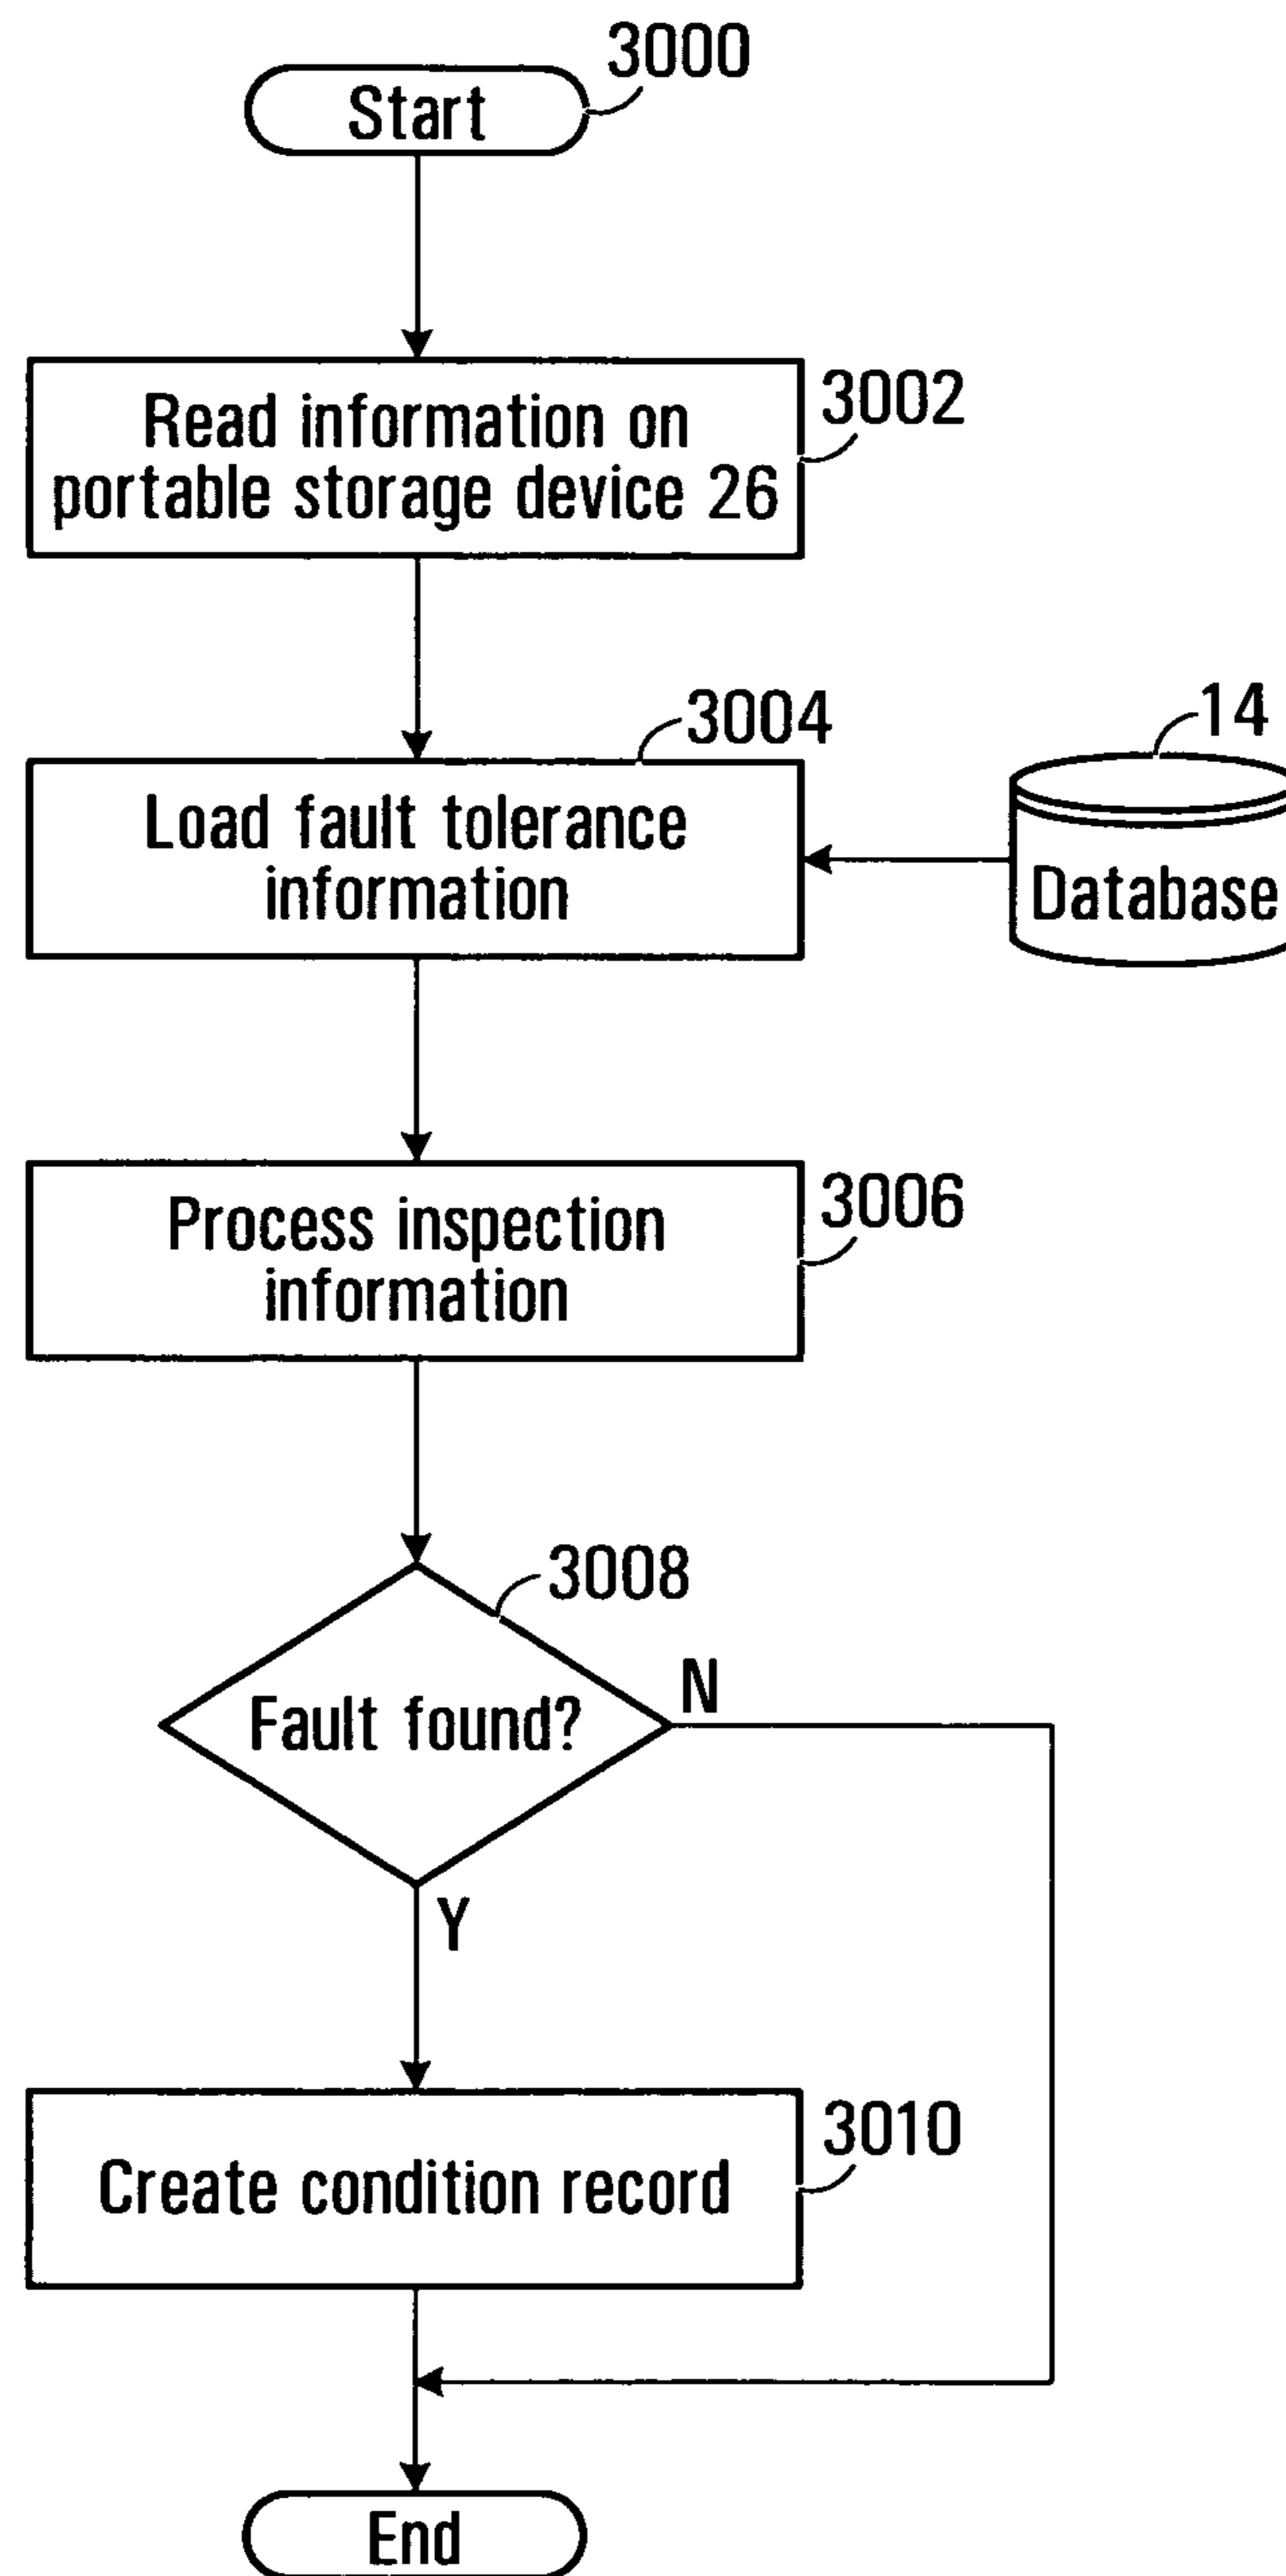 3000
Start
3002
Read information on
portable storage device 26
3004
14
Load fault tolerance
information
Database
3006
Process inspection
information
3008
Fault found?
N
Y
3010
Create condition record
End